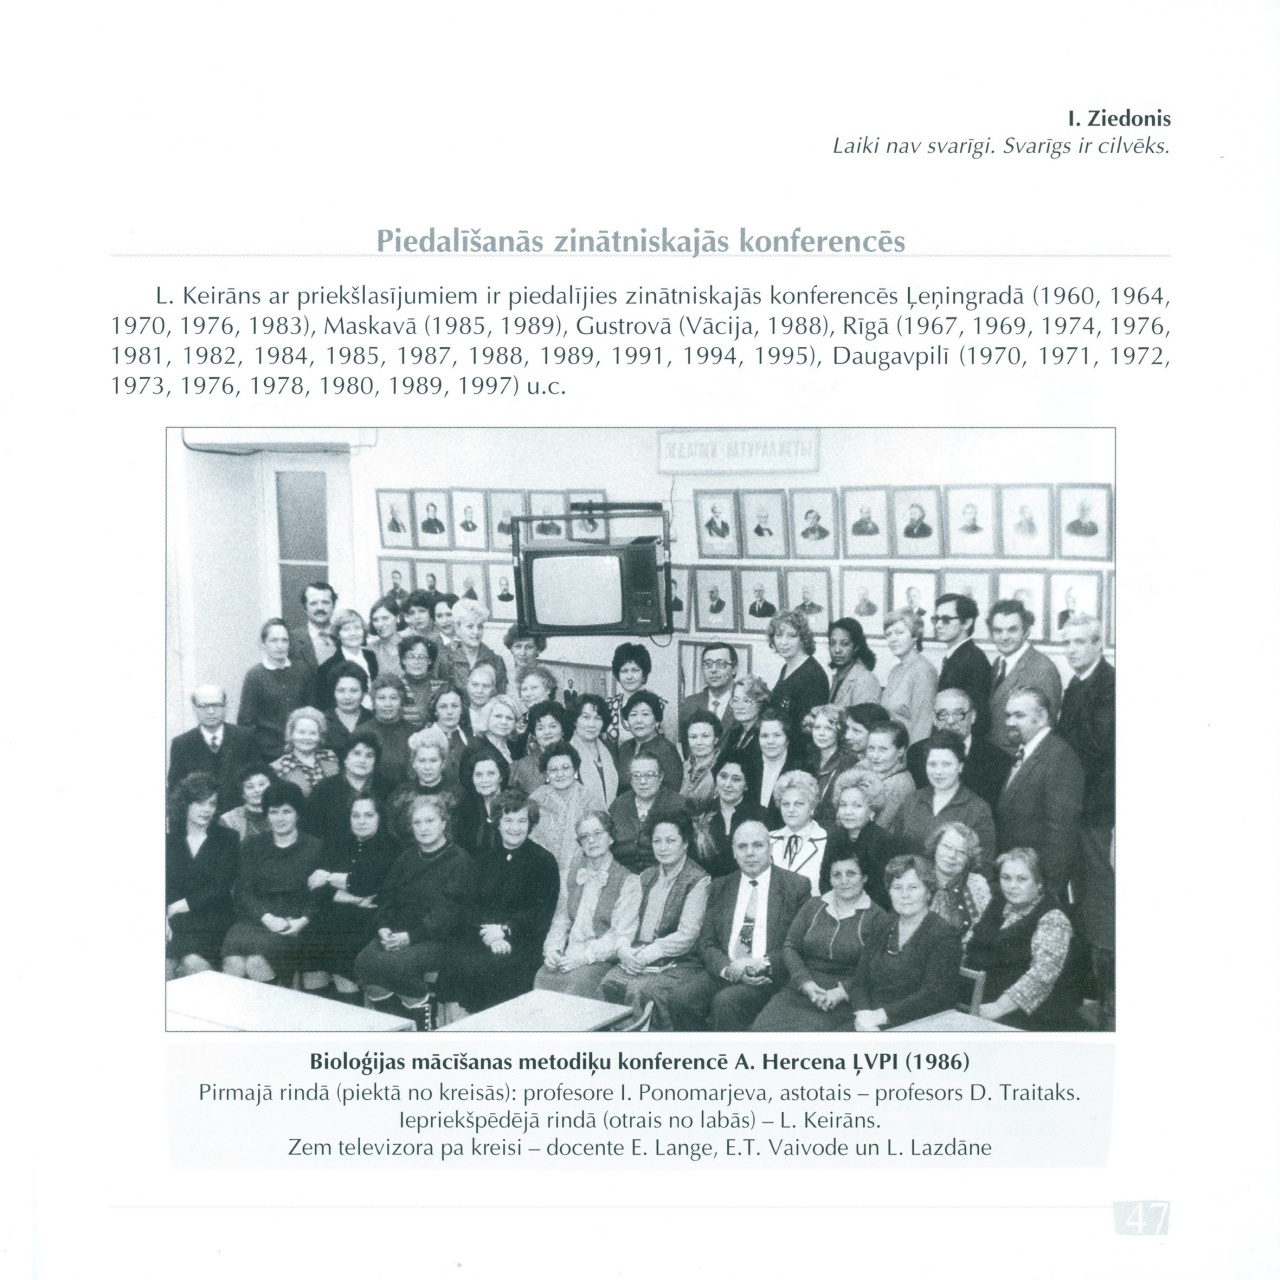 I. Ziedonis
Laiki nav svarīgi. Svarīgs ir cilvēks.
Piedalīšanās zinātniskajās konferencēs
L. Keirāns ar priekšlasījumiem ir piedalījies zinātniskajās konferencēs Ļeņingradā (1960, 1964,
1970, 1976, 1983), Maskavā (1985, 1989), Gustrovā (Vācija, 1988), Rīgā (1967, 1969, 1974, 1976,
1981, 1982, 1984, 1985, 1987, 1988, 1989, 1991, 1994, 1995), Daugavpilī (1970, 1971, 1972,
1973, 1976, 1978, 1980, 1989, 1997) u.c.
ПЕДАГОГИ-НАТУРАЛИСТЫ
Bioloģijas mācīšanas metodiķu konferencē A. Hercena ĻVPI (1986)
Pirmajā rindā (piektā no kreisās): profesore I. Ponomarjeva, astotais – profesors D. Traitaks.
Iepriekšpēdējā rindā (otrais no labās) – L. Keirāns.
Zem televizora pa kreisi – docente E. Lange, E.T. Vaivode un L. Lazdāne
47